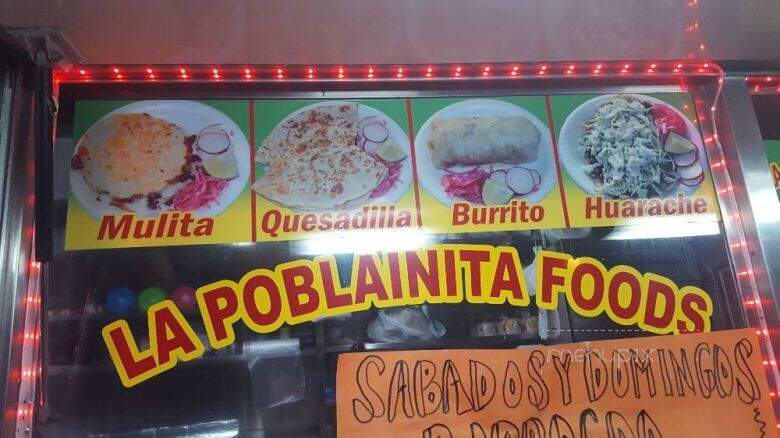 Mulita Quesadilla Burrito Huarache
LA POBLAINITA FOODS
SABADOS Y DOMINGOS